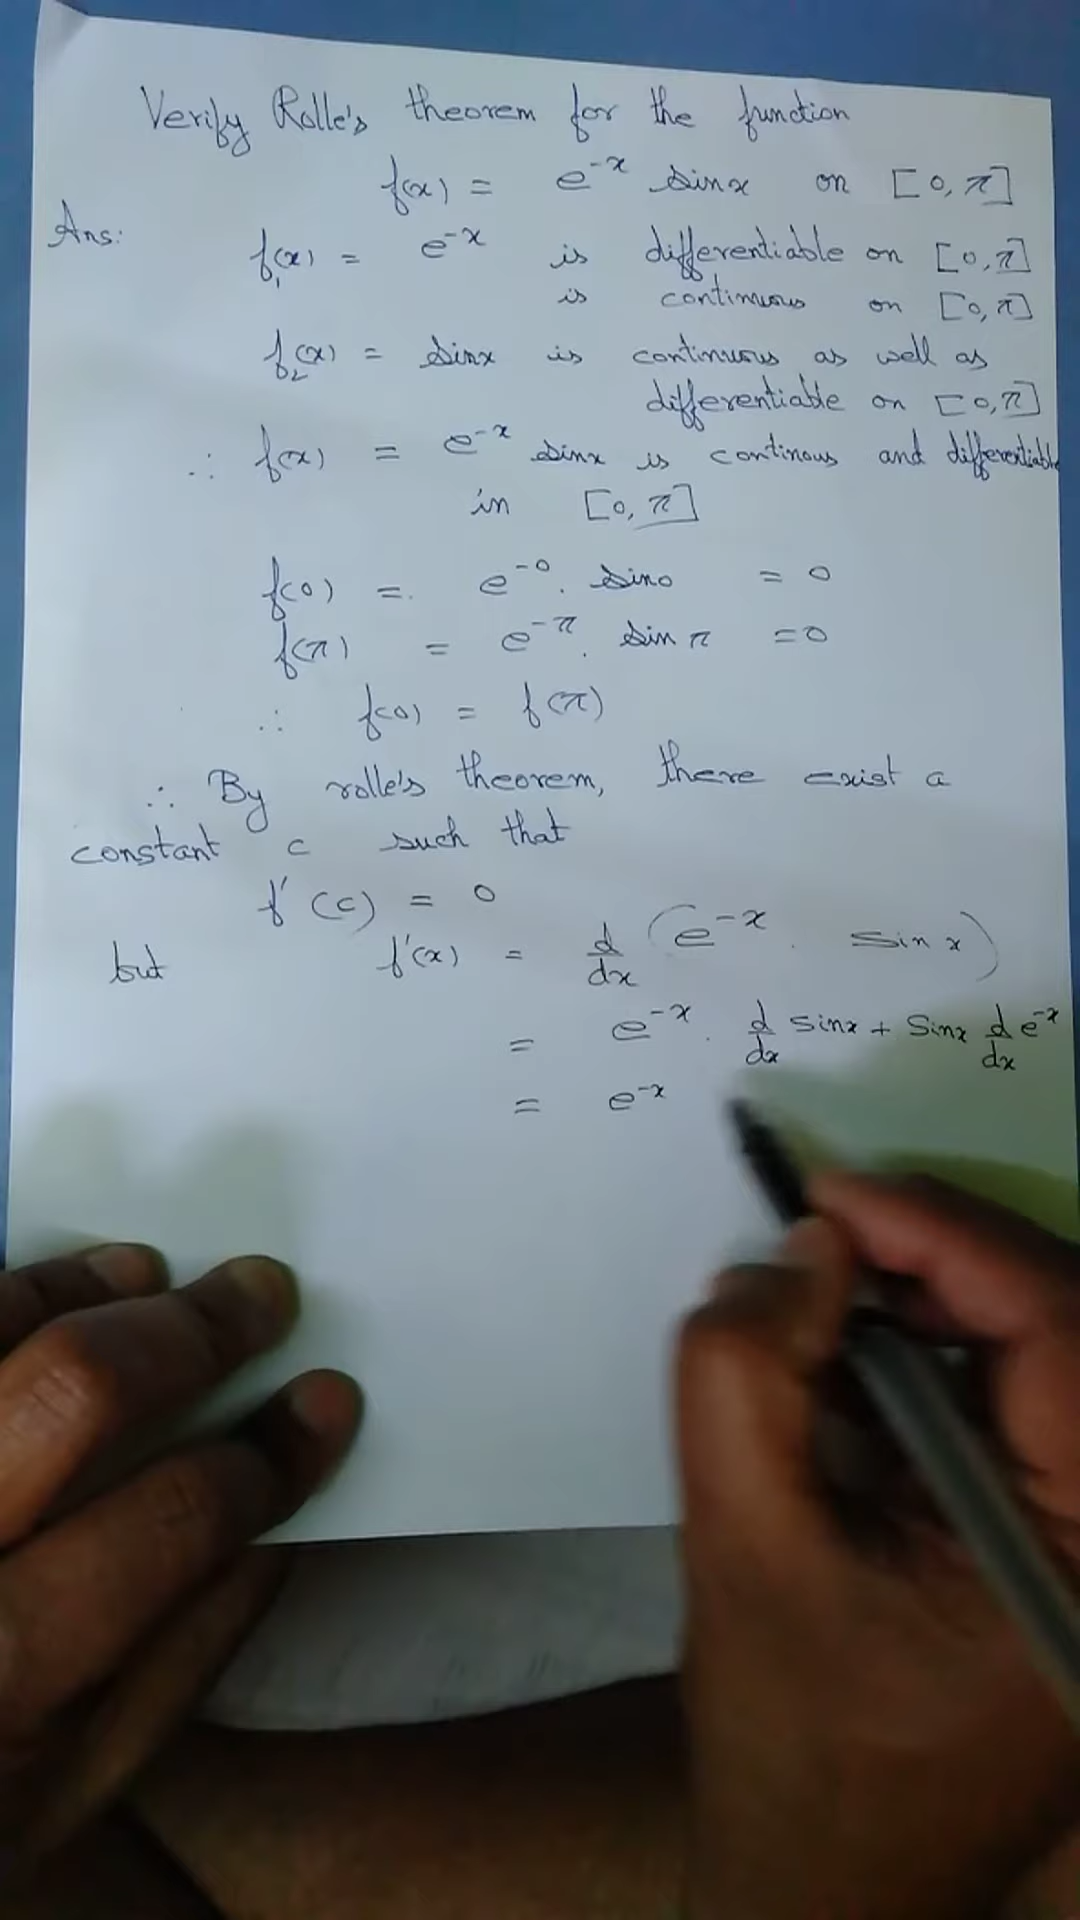 Verify Rolle's theorem for the function
f(x) = e^{-x} sinx on [0, π]
Ans: f₁(x) = e^{-x} is differentiable on [0, π]
is continuous on [0, π]
f₂(x) = sinx is continuous as well as
differentiable on [0, π]
∴ f(x) = e^{-x} sinx is continous and differentiable
in [0, π]
f(0) = e^{-0}. sin0 = 0
f(π) = e^{-π}. sin π = 0
∴ f(0) = f(π)
∴ By rolle's theorem, there exist a
constant c such that
f'(c) = 0
but f'(x) = d/dx (e^{-x}. sin x)
= e^{-x}. d/dx sinx + Sinx d/dx e^{-x}
= e^{-x}